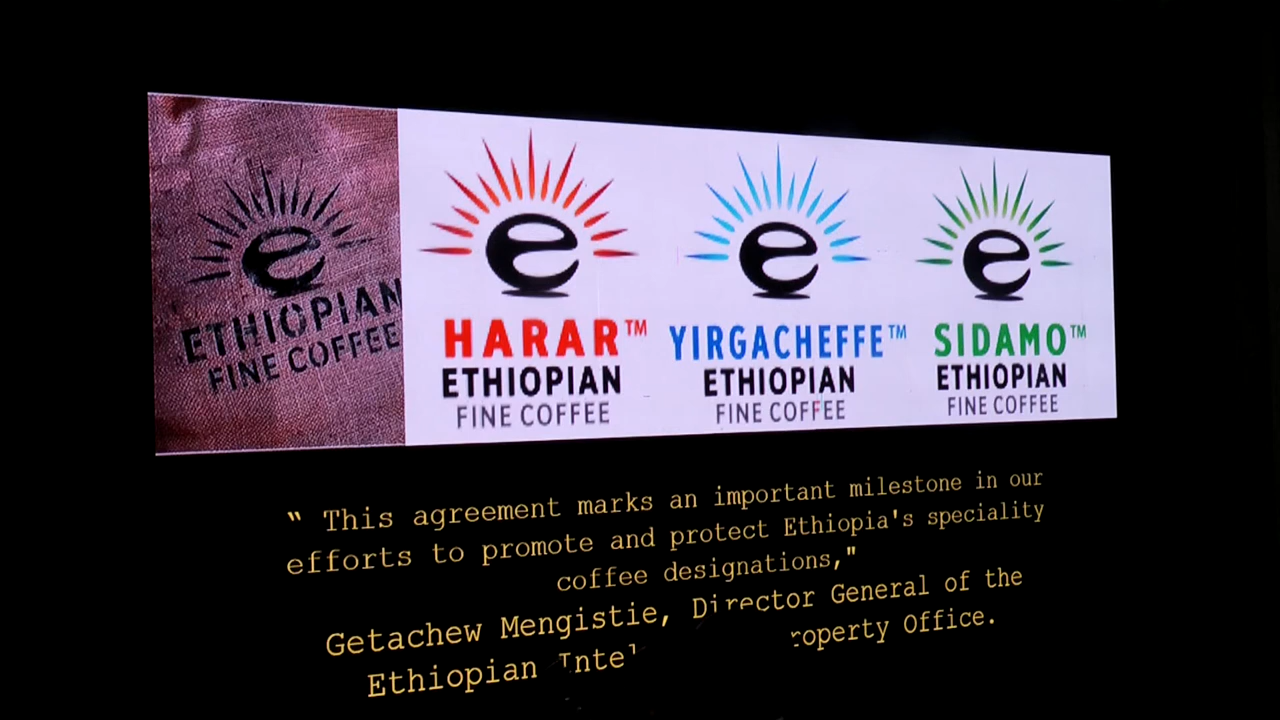 ETHIOPIAN
FINE COFFEE
HARAR™
ETHIOPIAN
FINE COFFEE
YIRGACHEFFE™
ETHIOPIAN
FINE COFFEE
SIDAMO™
ETHIOPIAN
FINE COFFEE
" This agreement marks an important milestone in our
efforts to promote and protect Ethiopia's speciality
coffee designations,"
Getachew Mengistie, Director General of the
Ethiopian Office.